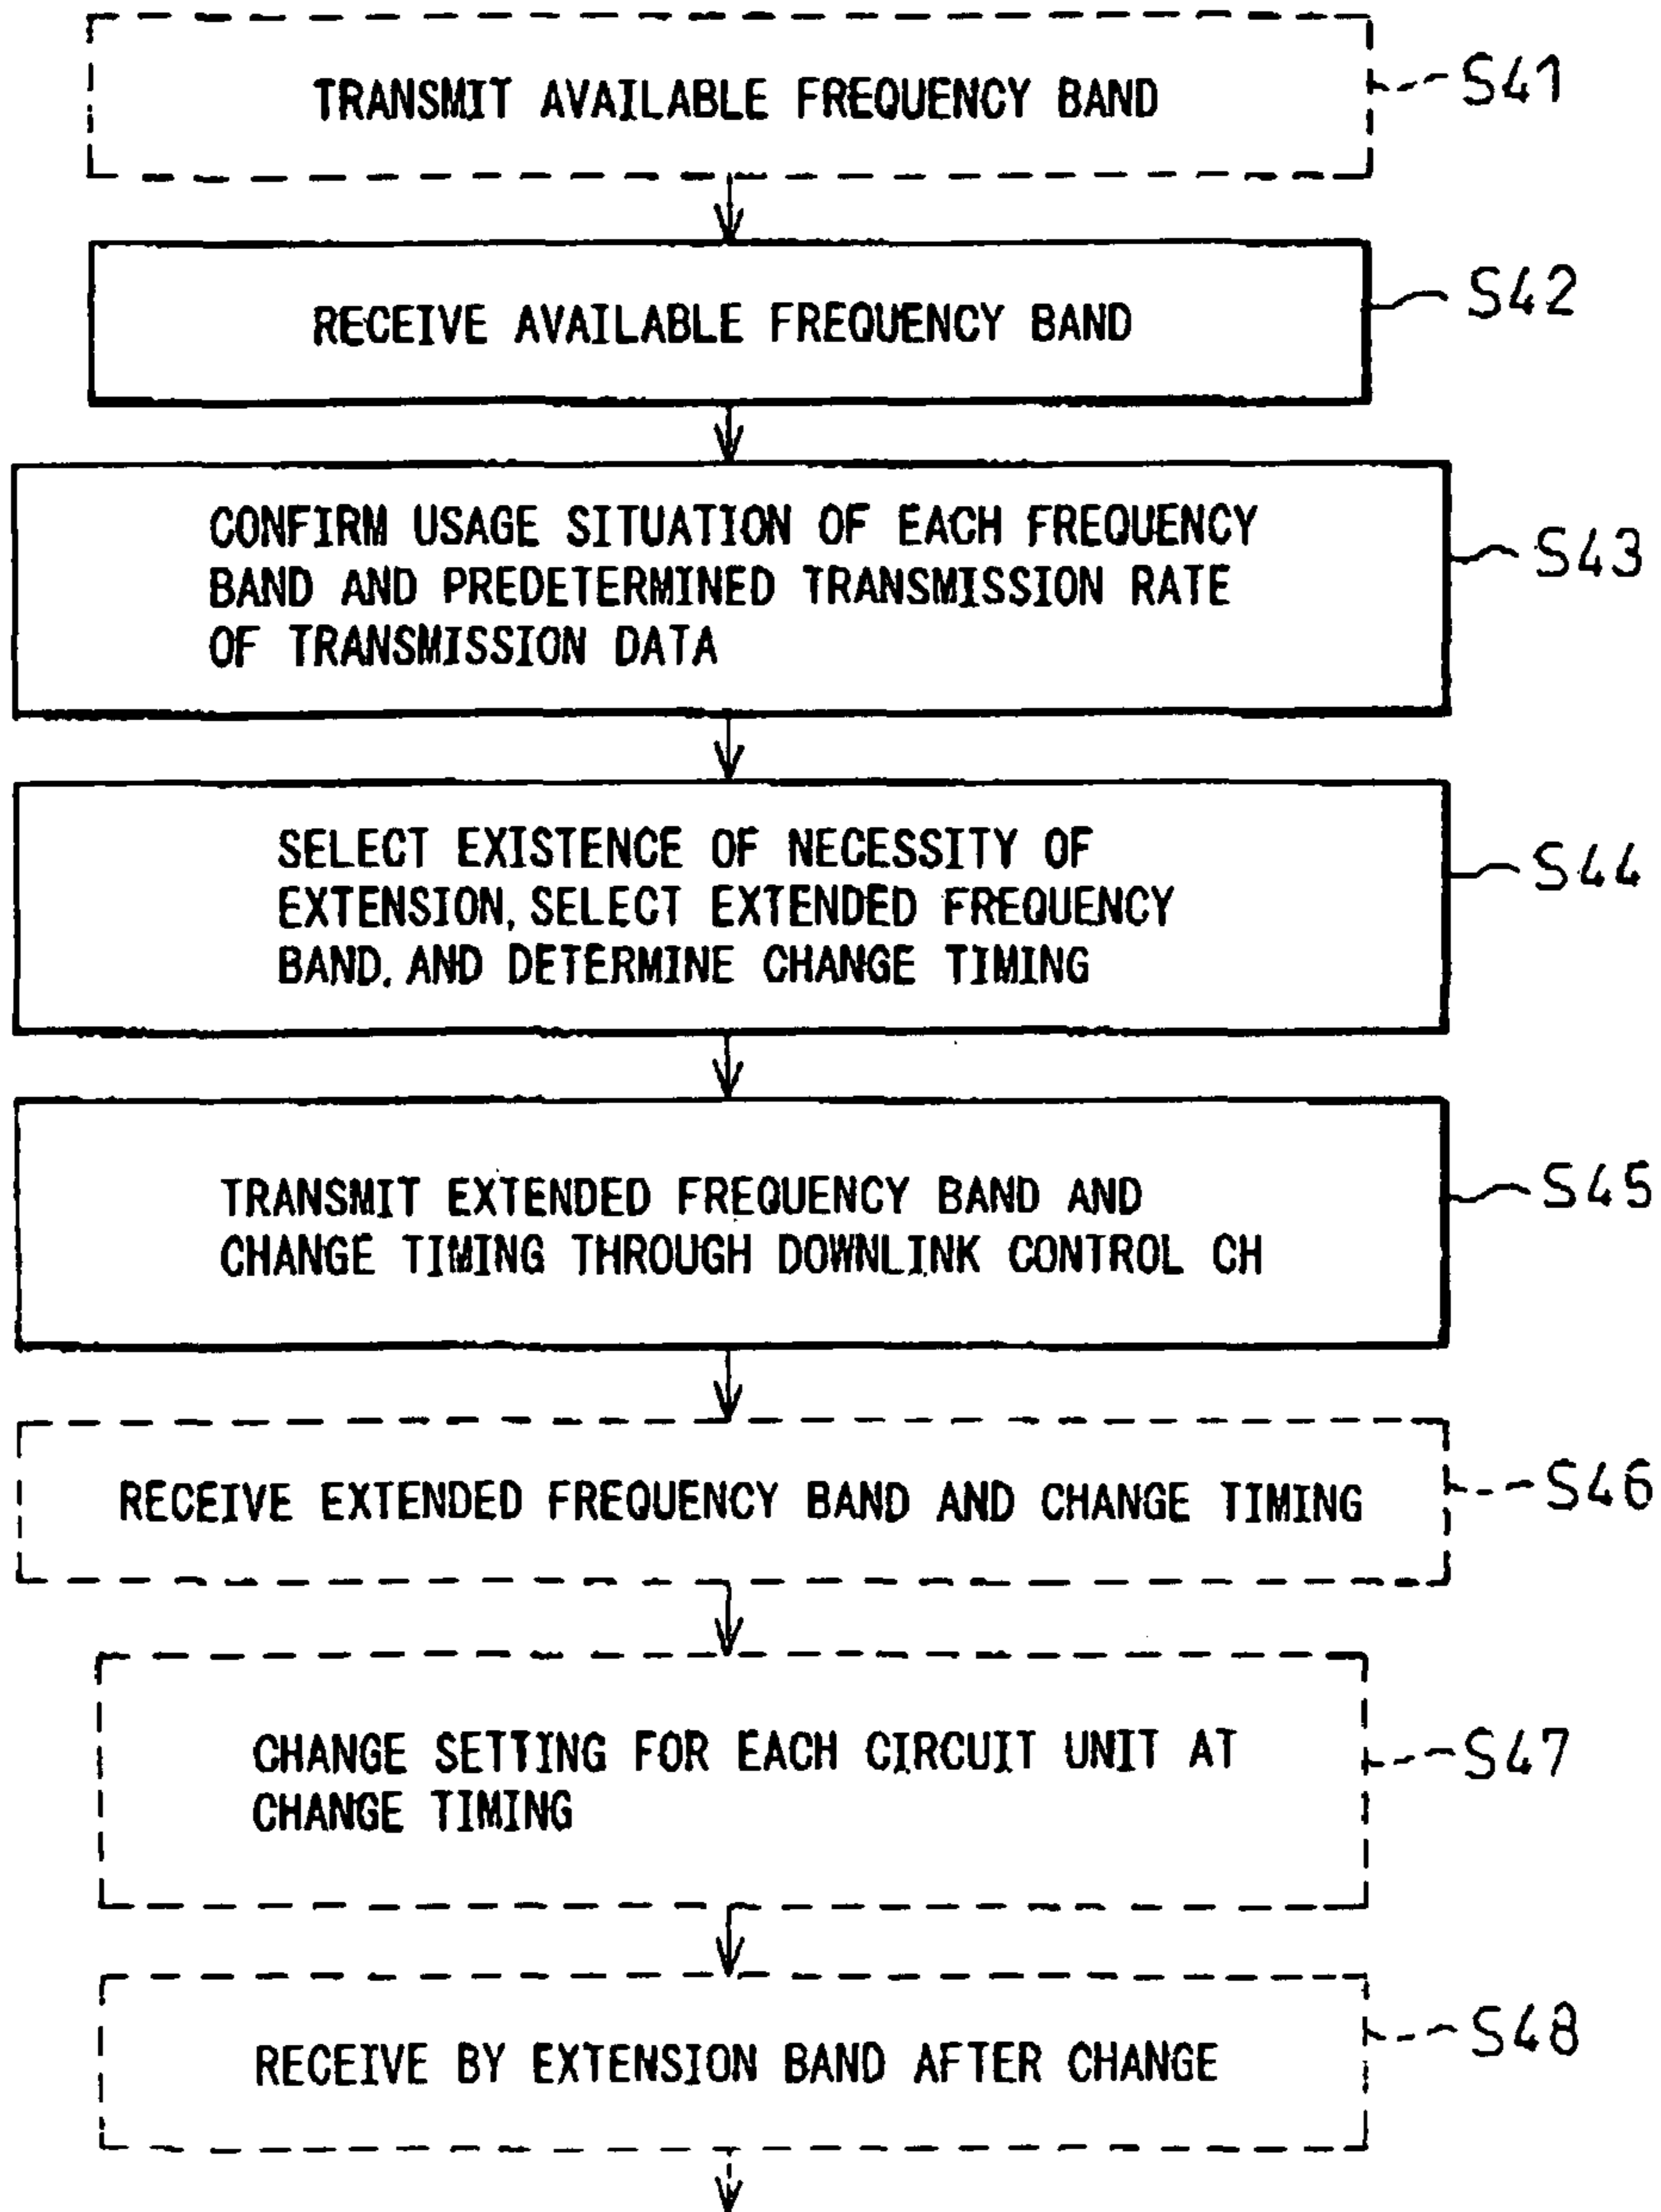 TRANSMIT AVAILABLE FREQUENCY BAND
S41
RECEIVE AVAILABLE FREQUENCY BAND
S42
CONFIRM USAGE SITUATION OF EACH FREQUENCY
BAND AND PREDETERMINED TRANSMISSION RATE
OF TRANSMISSION DATA
S43
SELECT EXISTENCE OF NECESSITY OF
EXTENSION, SELECT EXTENDED FREQUENCY
BAND, AND DETERMINE CHANGE TIMING
S44
TRANSMIT EXTENDED FREQUENCY BAND AND
CHANGE TIMING THROUGH DOWNLINK CONTROL CH
S45
RECEIVE EXTENDED FREQUENCY BAND AND CHANGE TIMING
S46
CHANGE SETTING FOR EACH CIRCUIT UNIT AT
CHANGE TIMING
S47
RECEIVE BY EXTENSION BAND AFTER CHANGE
S48